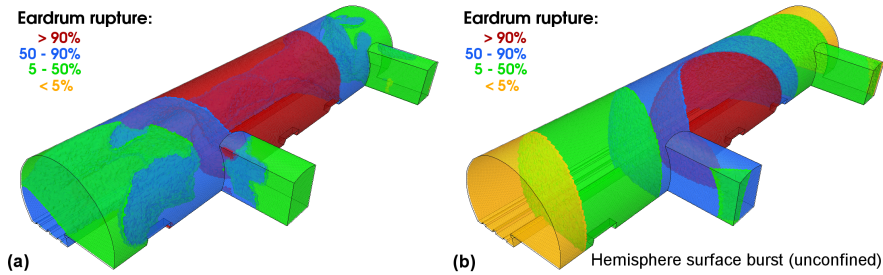 Eardrum rupture:
> 90%
50 - 90%
5 - 50%
< 5%
(a)
Eardrum rupture:
> 90%
50 - 90%
5 - 50%
< 5%
(b)
Hemisphere surface burst (unconfined)